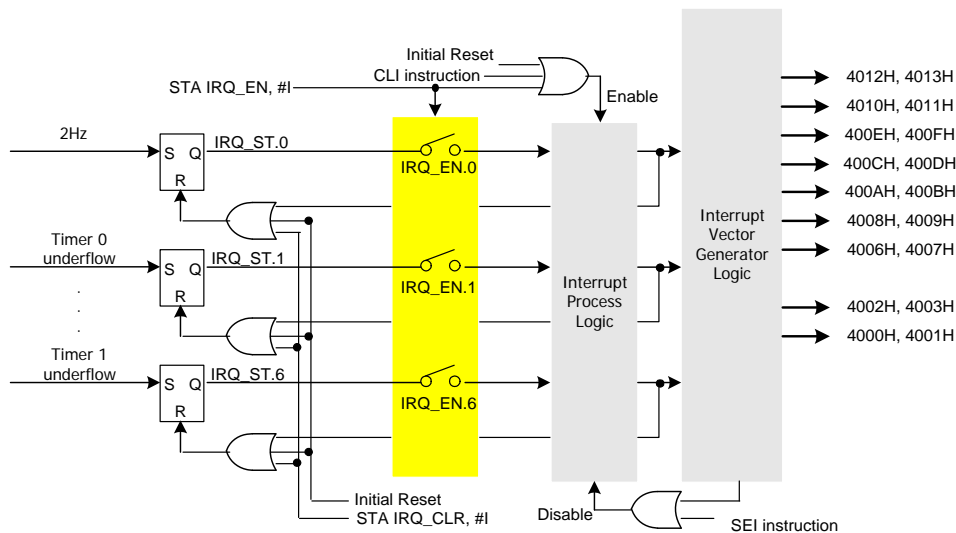 Initial Reset
CLI instruction
STA IRQ_EN, #I
Enable
2Hz
S Q
R
IRQ_ST.0
IRQ_EN.0
Timer 0
underflow
S Q
R
IRQ_ST.1
IRQ_EN.1
.
.
.
Timer 1
underflow
S Q
R
IRQ_ST.6
IRQ_EN.6
Interrupt
Process
Logic
Interrupt
Vector
Generator
Logic
4012H, 4013H
4010H, 4011H
400EH, 400FH
400CH, 400DH
400AH, 400BH
4008H, 4009H
4006H, 4007H
4002H, 4003H
4000H, 4001H
Initial Reset
STA IRQ_CLR, #I
Disable
SEI instruction